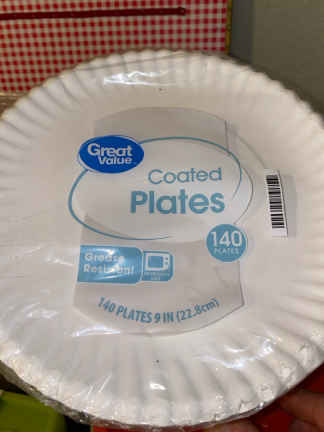 Great
Value
Coated
Plates
140
PLATES
Grease
Resistant
140 PLATES 9 IN (22.8cm)